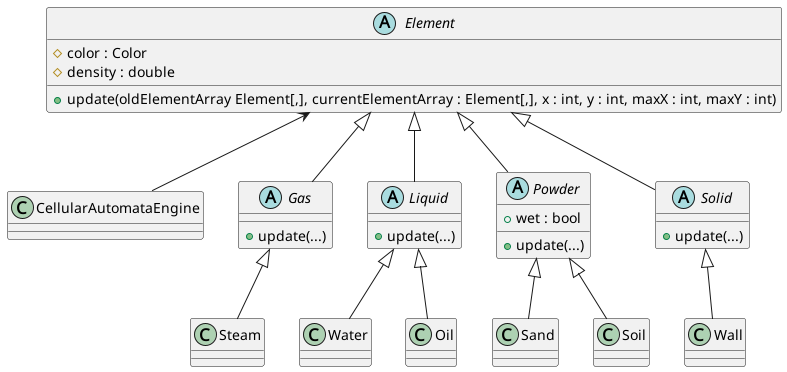 A Element
color : Color
density : double
update(oldElementArray Element[,], currentElementArray : Element[,], x : int, y : int, maxX : int, maxY : int)
C CellularAutomataEngine
A Gas
update(...)
A Liquid
update(...)
A Powder
wet : bool
update(...)
A Solid
update(...)
C Steam
C Water
C Oil
C Sand
C Soil
C Wall